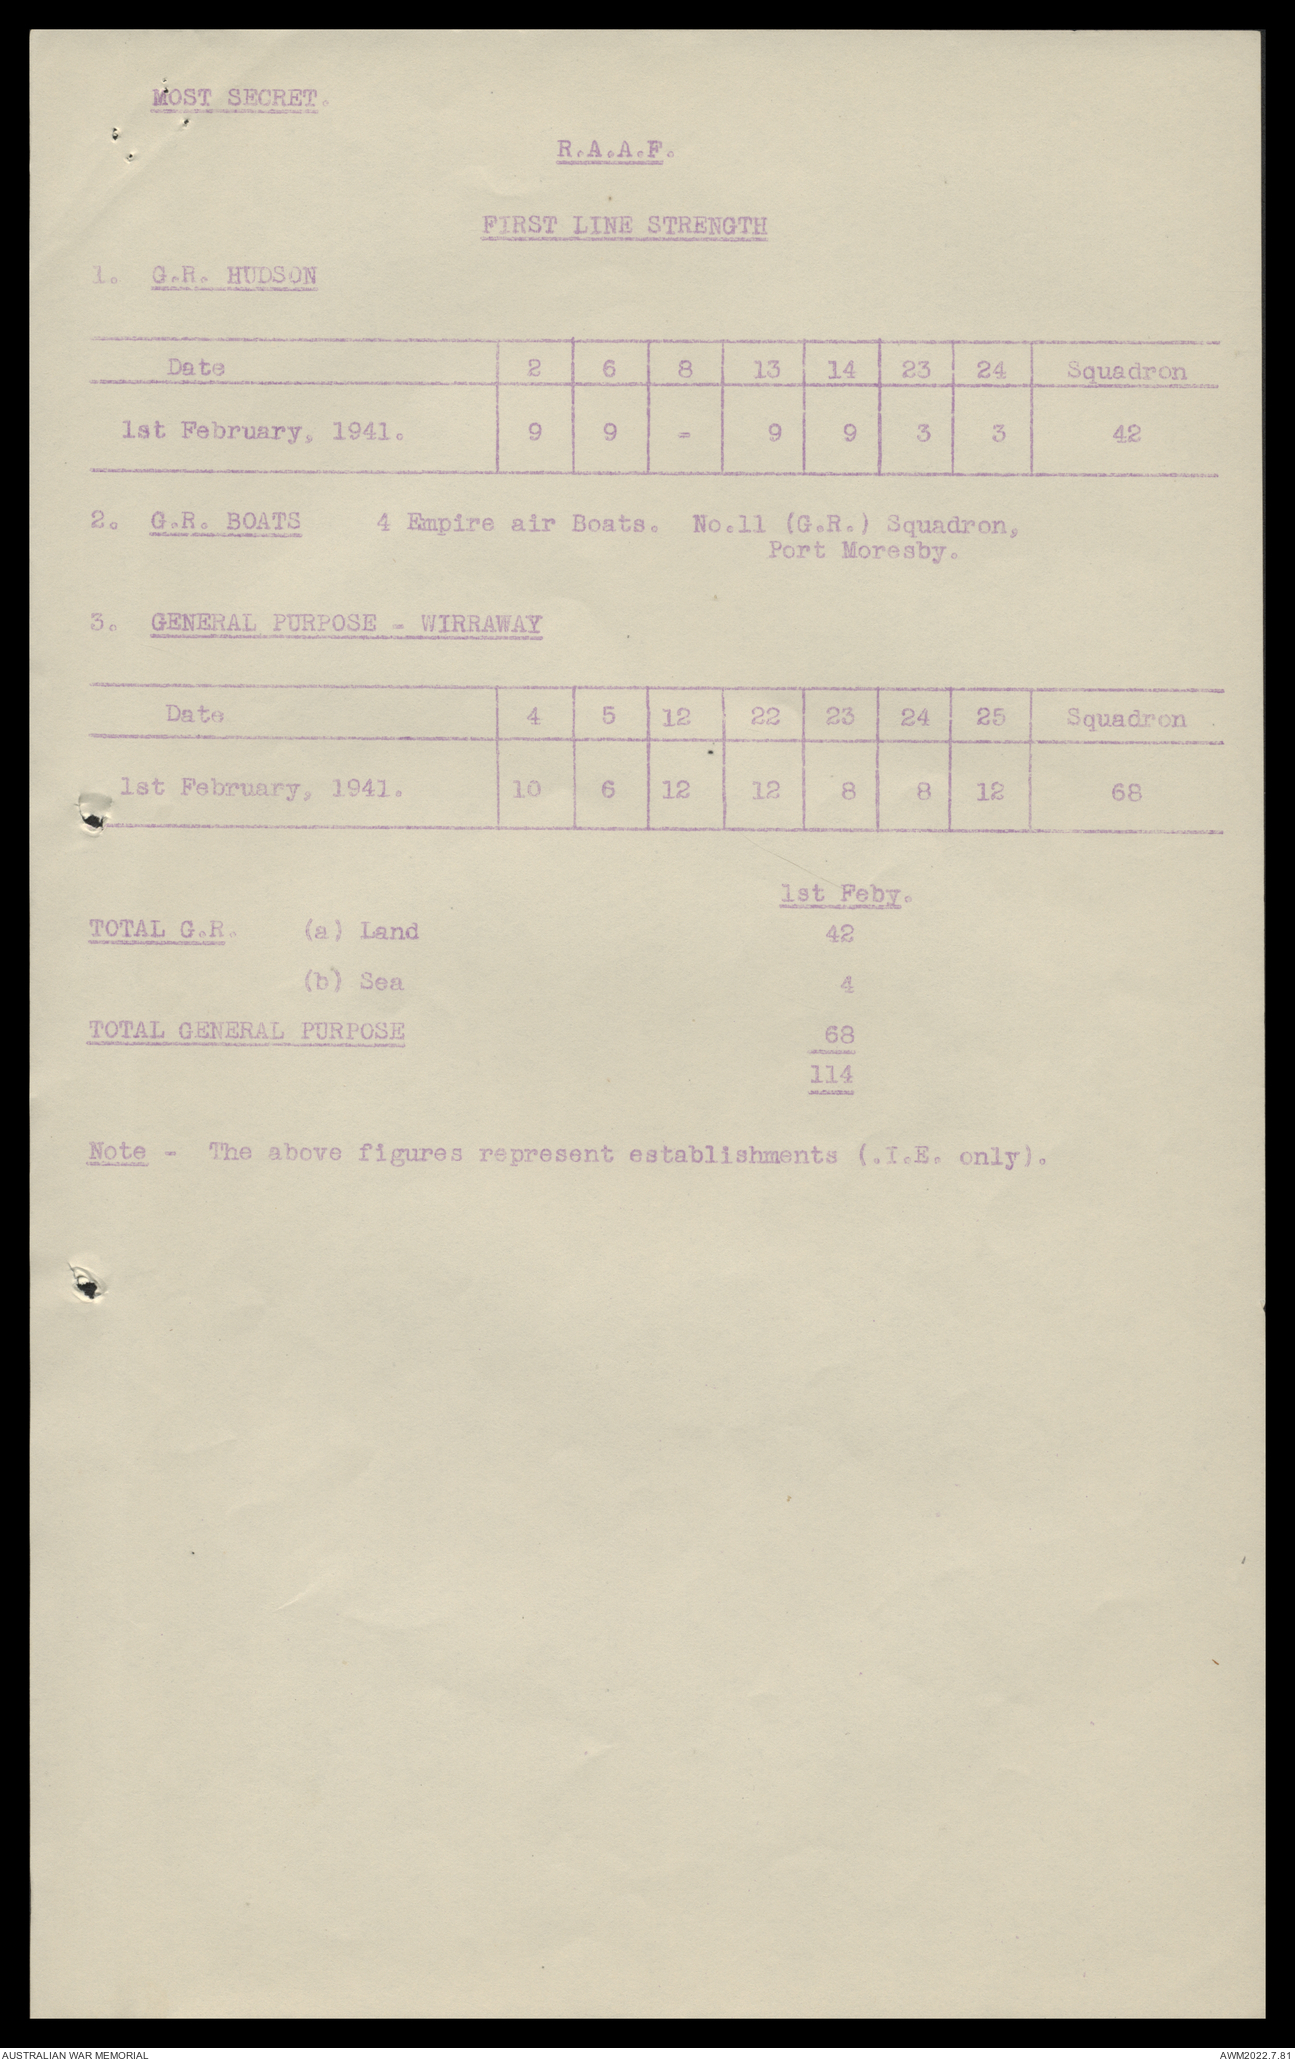 MOST SECRET.
R.A.A.F.
FIRST LINE STRENGTH
1. G.R. HUDSON
Date 2 6 8 13 14 23 24 Squadron
1st February, 1941. 9 9 - 9 9 3 3 42
2. G.R. BOATS 4 Empire air Boats. No.11 (G.R.) Squadron,
Port Moresby.
3. GENERAL PURPOSE - WIRRAWAY
Date 4 5 12 22 23 24 25 Squadron
1st February, 1941. 10 6 12 12 8 8 12 68
1st Feby.
TOTAL G.R. (a) Land 42
(b) Sea 4
TOTAL GENERAL PURPOSE 68
114
Note - The above figures represent establishments (.I.E. only).
AUSTRALIAN WAR MEMORIAL AWM2022.7.81